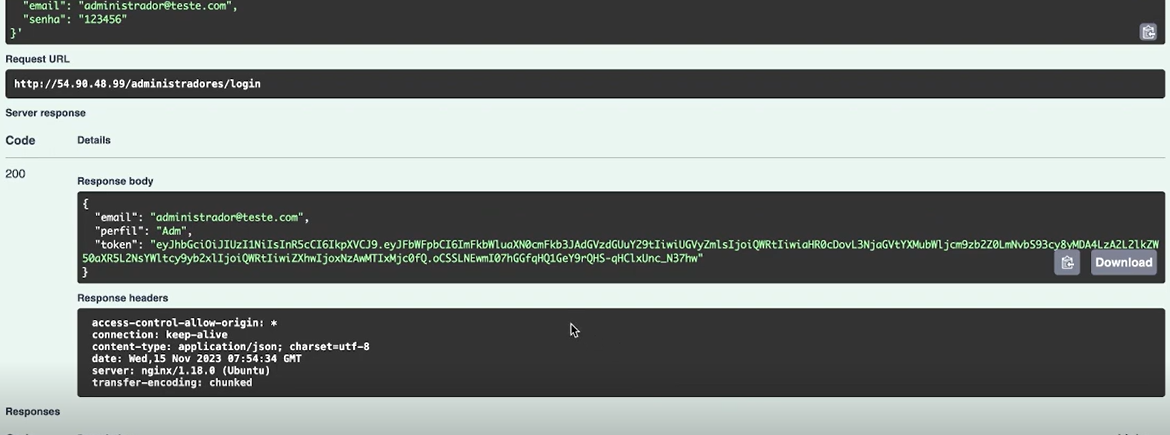 "email": "administrador@teste.com",
"senha": "123456"
}'
Request URL
http://54.90.48.99/administradores/login
Server response
Code Details
200
Response body
{
"email": "administrador@teste.com",
"perfil": "Adm",
"token": "eyJhbGciOiJIUzI1NiIsInR5cCI6IkpXVCJ9.eyJFbWFpbCI6ImFkbWluaXN0cmFkb3JAdGVzdGUuY29tIiwiUGVyZmlsIjoiQWRtIiwiaHR0cDovL3NjaGVtYXMubWljcm9zb2Z0LmNvbS93cy8yMDA4LzA2L2lkZW
50aXR5L2NsYWltcy9yb2xlIjoiQWRtIiwiZXhwIjoxNzAwMTIxMjc0fQ.oCSSLNEwmI07hGGfqHQ1GeY9rQHS-qHClxUnc_N37hw"
}
Download
Response headers
access-control-allow-origin: *
connection: keep-alive
content-type: application/json; charset=utf-8
date: Wed,15 Nov 2023 07:54:34 GMT
server: nginx/1.18.0 (Ubuntu)
transfer-encoding: chunked
Responses